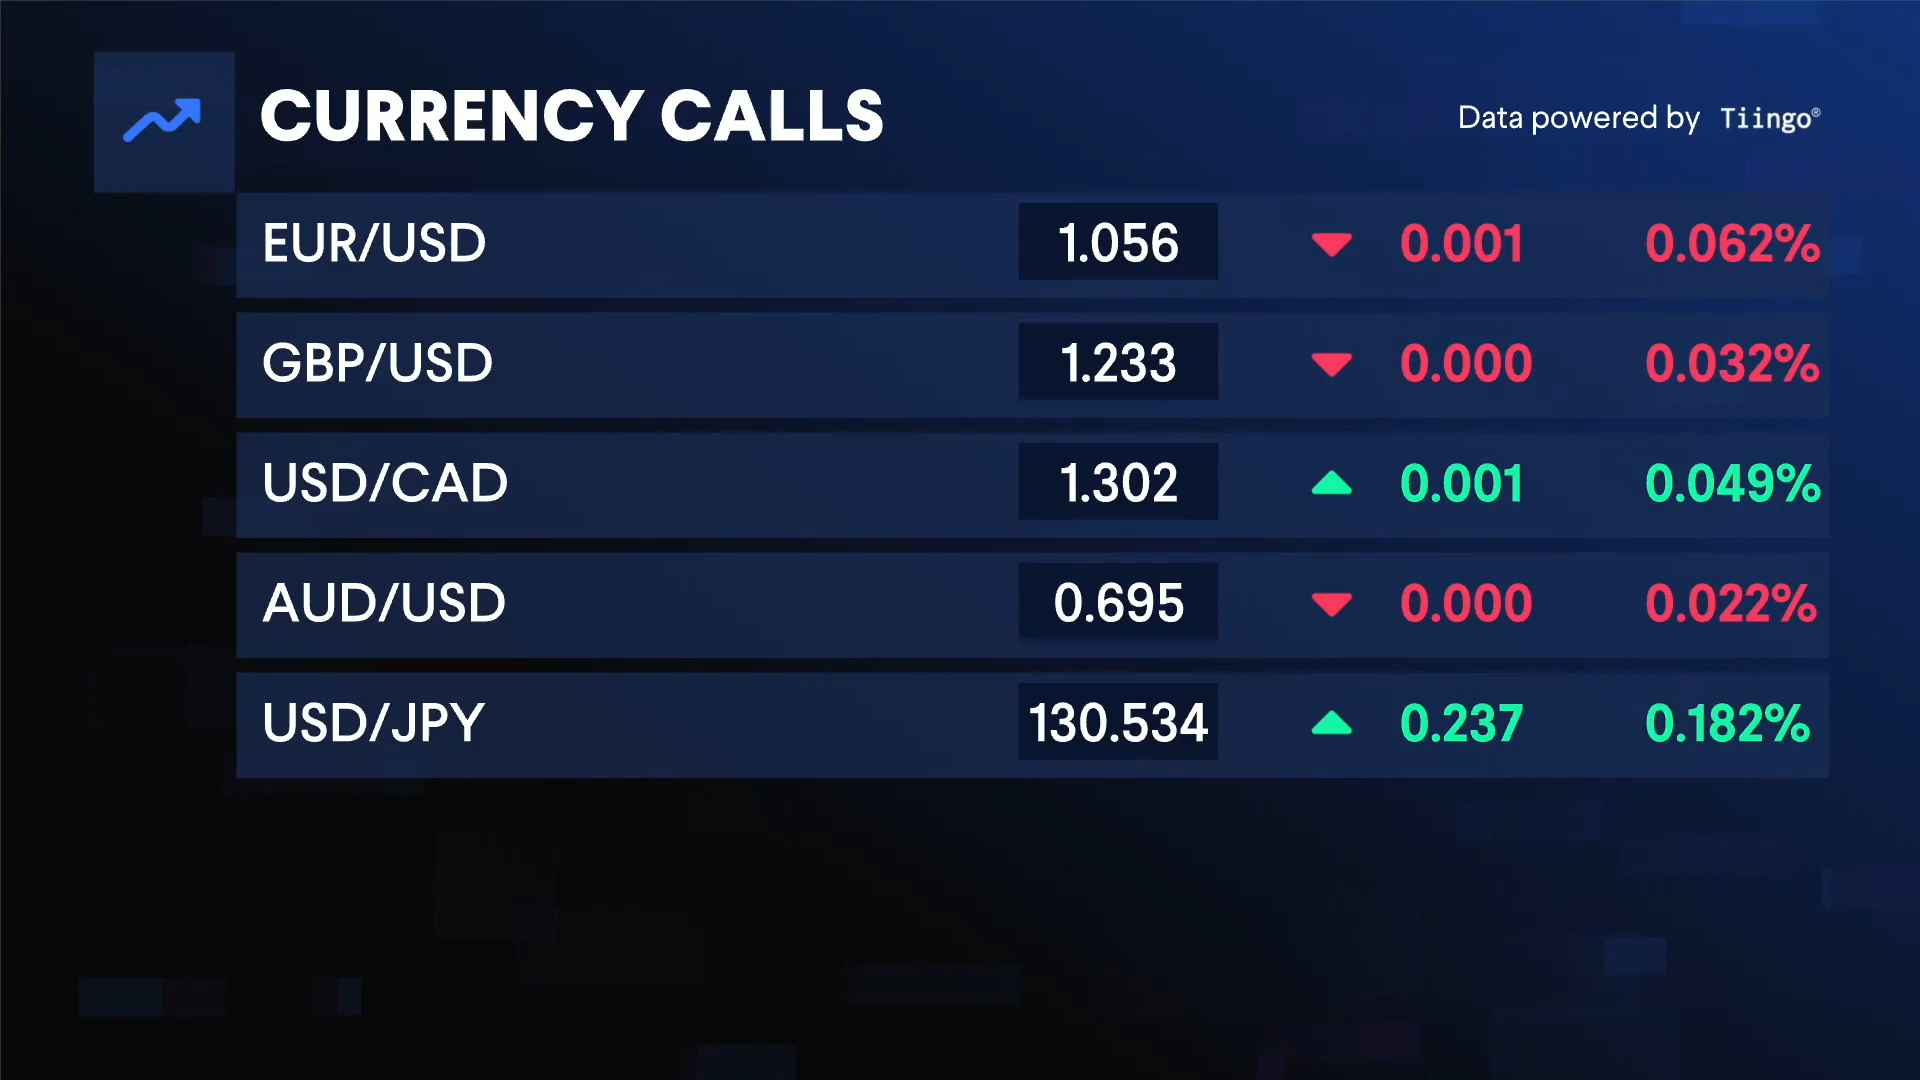 CURRENCY CALLS
Data powered by Tiingo®
EUR/USD 1.056 0.001 0.062%
GBP/USD 1.233 0.000 0.032%
USD/CAD 1.302 0.001 0.049%
AUD/USD 0.695 0.000 0.022%
USD/JPY 130.534 0.237 0.182%